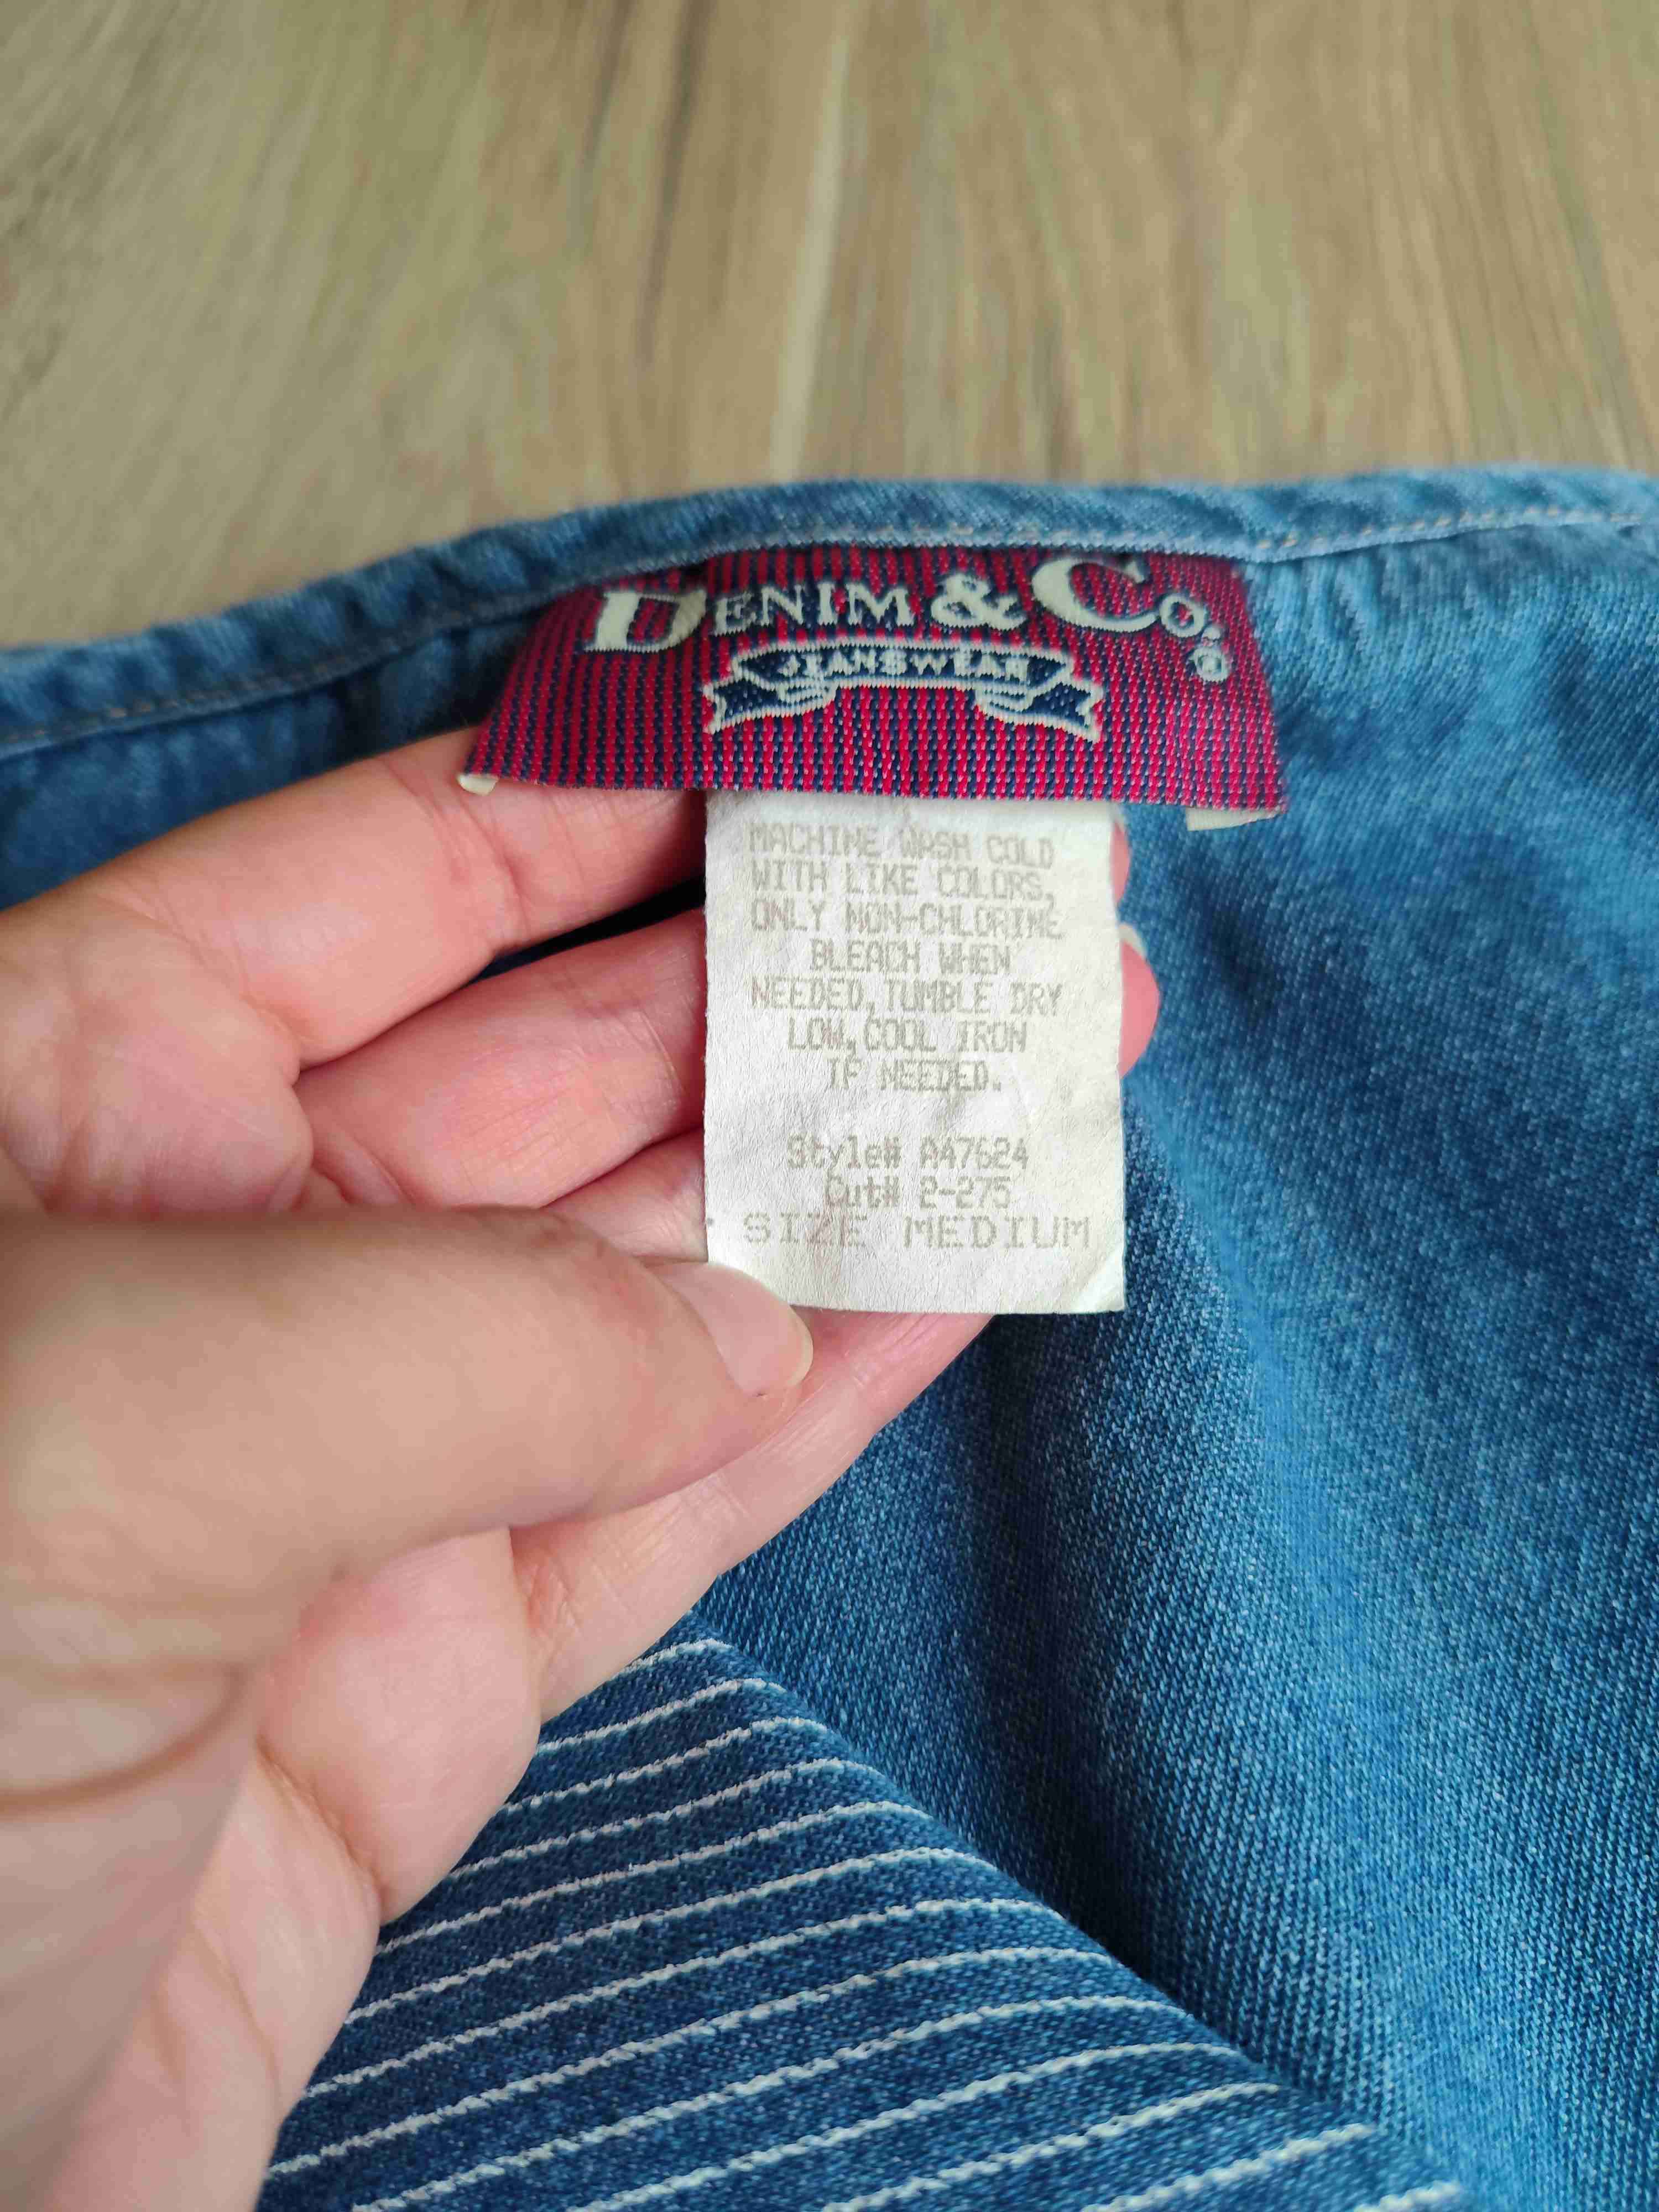 DENIM & CO.®
JEANSWEAR
MACHINE WASH COLD
WITH LIKE COLORS,
ONLY NON-CHLORINE
BLEACH WHEN
NEEDED,TUMBLE DRY
LOW,COOL IRON
IF NEEDED.
Style# A47624
Cut# 2-275
SIZE MEDIUM